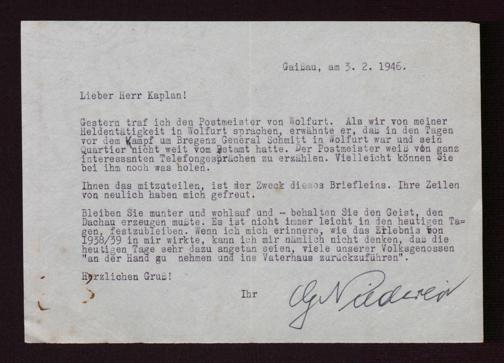 Gaißau, am 3. 2. 1946.
Lieber Herr Kaplan!
Gestern traf ich den Postmeister von Wolfurt. Als wir von meiner
Heldentätigkeit in Wolfurt sprachen, erwähnte er, daß in den Tagen
vor dem Kampf um Bregenz General Schmitt in Wolfurt war und sein
Quartier nicht weit vom Postamt hatte. Der Postmeister weiß von ganz
interessanten Telefongesprächen zu erzählen. Vielleicht können Sie
bei ihm noch was holen.
Ihnen das mitzuteilen, ist der Zweck dieses Briefleins. Ihre Zeilen
von neulich haben mich gefreut.
Bleiben Sie munter und wohlauf und - behalten Sie den Geist, den
Dachau erzeugen mußte. Es ist nicht immer leicht in den heutigen Ta-
gen, festzubleiben. Wenn ich mich erinnere, wie das Erlebnis von
1938/39 in mir wirkte, kann ich mir nämlich nicht denken, daß die
heutigen Tage sehr dazu angetan seien, viele unserer Volksgenossen
"an der Hand zu nehmen und ins Vaterhaus zurückzuführen".
Herzlichen Gruß!
Ihr